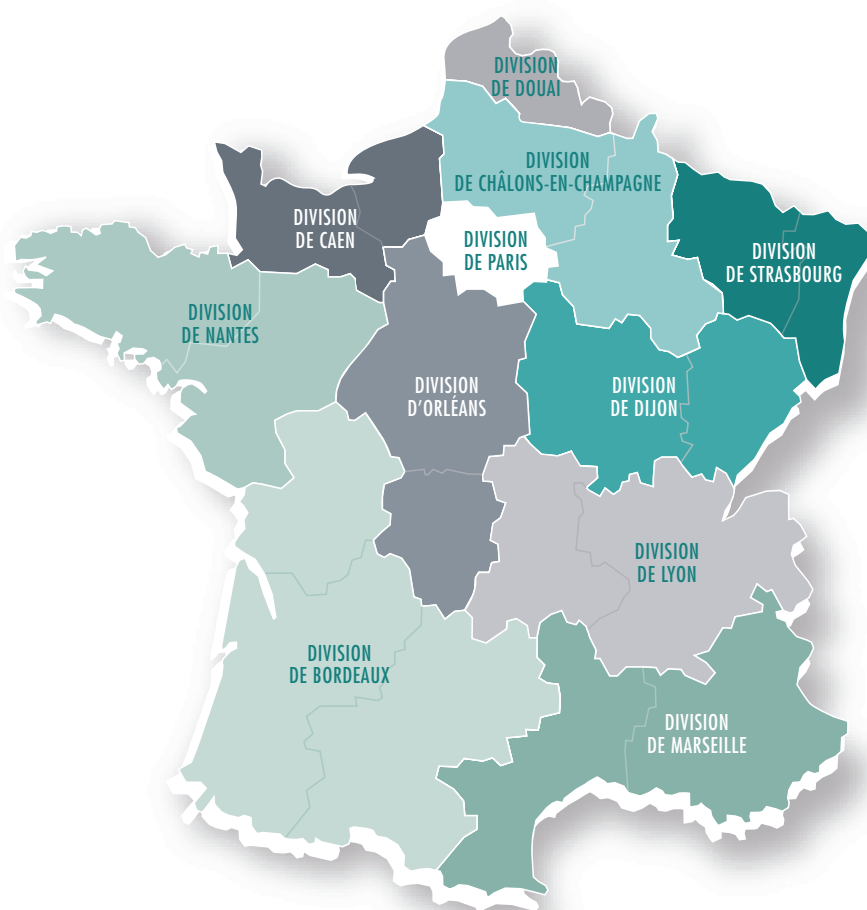 DIVISION
DE DOUAI
DIVISION
DE CHÂLONS-EN-CHAMPAGNE
DIVISION
DE CAEN
DIVISION
DE PARIS
DIVISION
DE STRASBOURG
DIVISION
DE NANTES
DIVISION
D'ORLÉANS
DIVISION
DE DIJON
DIVISION
DE LYON
DIVISION
DE BORDEAUX
DIVISION
DE MARSEILLE